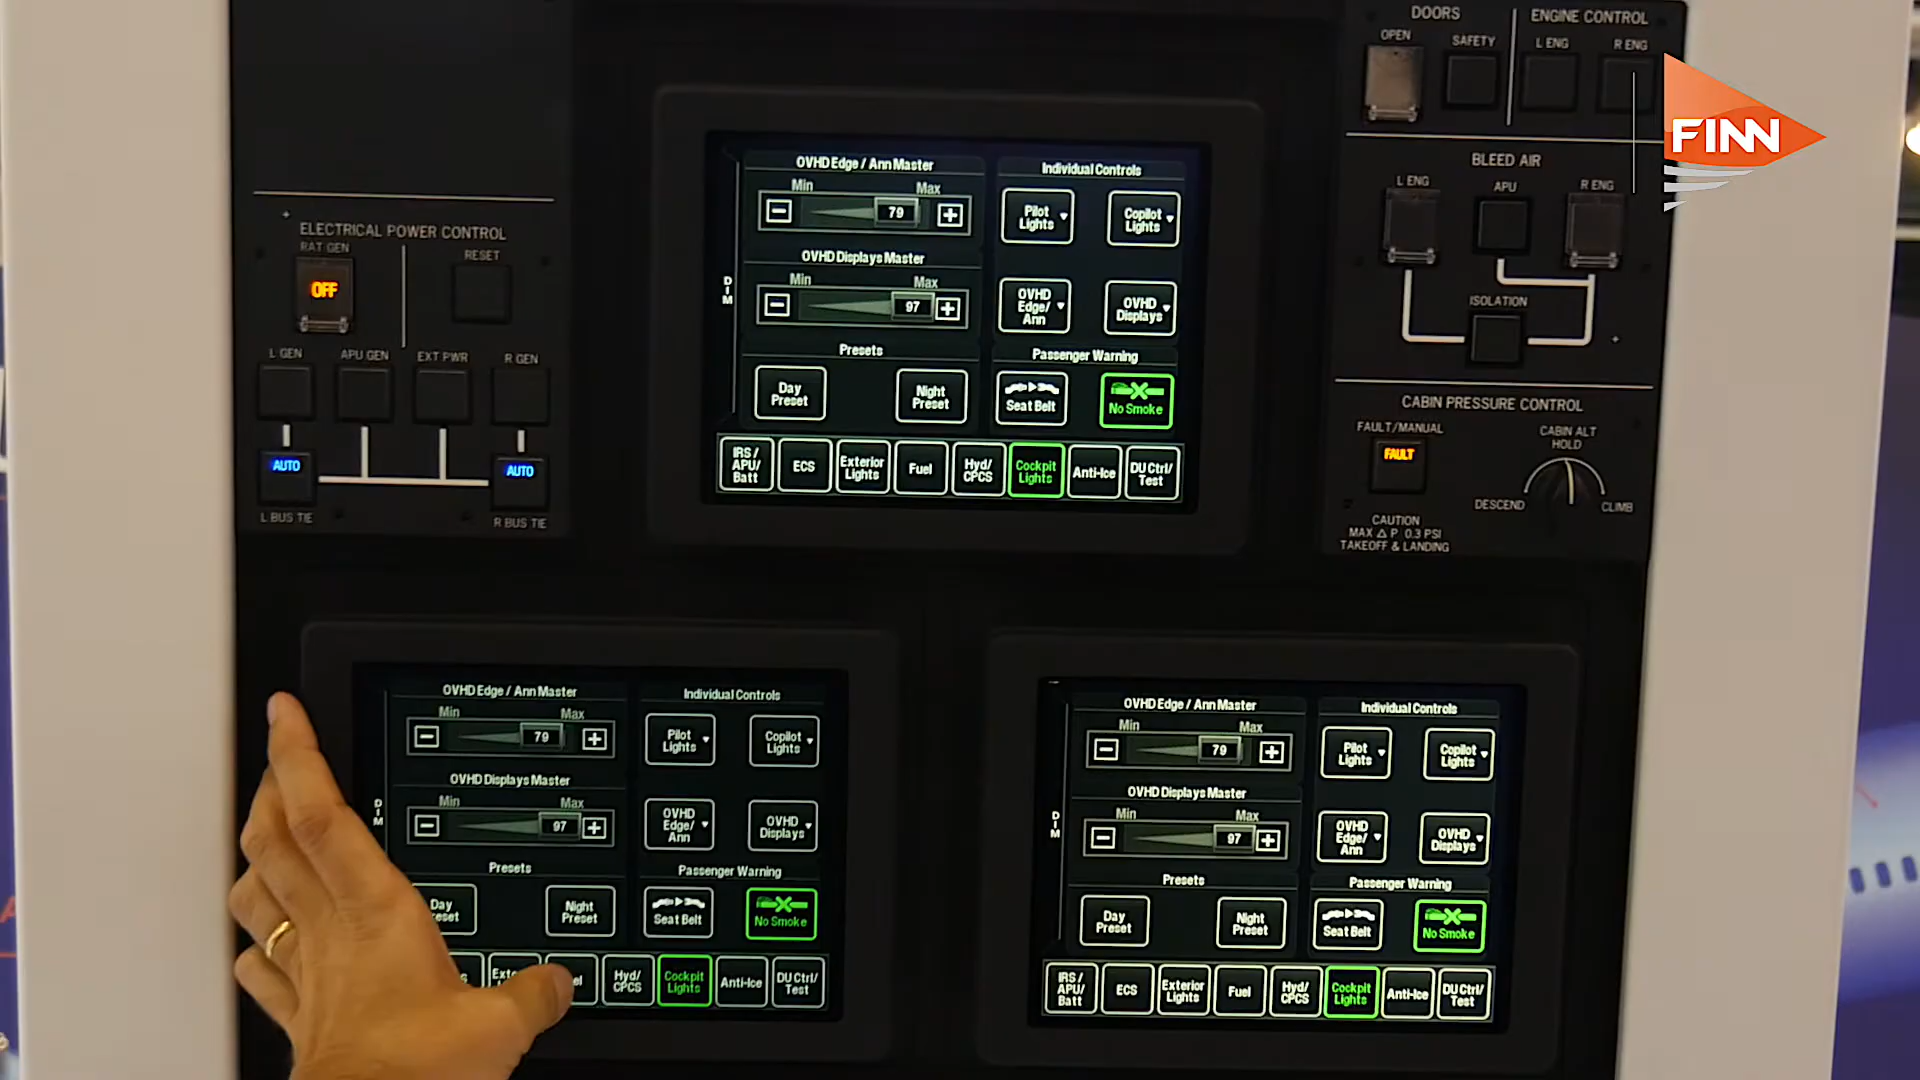 ELECTRICAL POWER CONTROL
RAT GEN
RESET
OFF
L GEN
APU GEN
EXT PWR
R GEN
AUTO
AUTO
L BUS TIE
R BUS TIE
OVHD Edge / Ann Master
Min
Max
79
OVHD Displays Master
Min
Max
97
DIM
Presets
Day
Preset
Night
Preset
Individual Controls
Pilot
Lights
Copilot
Lights
OVHD
Edge/
Ann
OVHD
Displays
Passenger Warning
Seat Belt
No Smoke
IRS/
APU/
Batt
ECS
Exterior
Lights
Fuel
Hyd/
CPCS
Cockpit
Lights
Anti-Ice
DU Ctrl/
Test
DOORS
OPEN
SAFETY
ENGINE CONTROL
L ENG
R ENG
FINN
BLEED AIR
L ENG
APU
R ENG
ISOLATION
CABIN PRESSURE CONTROL
FAULT/MANUAL
FAULT
CABIN ALT
HOLD
DESCEND
CLIMB
CAUTION
MAX Δ P 0.3 PSI
TAKEOFF & LANDING
OVHD Edge / Ann Master
Min
Max
79
OVHD Displays Master
Min
Max
97
DIM
Presets
Day
eset
Night
Preset
Individual Controls
Pilot
Lights
Copilot
Lights
OVHD
Edge/
Ann
OVHD
Displays
Passenger Warning
Seat Belt
No Smoke
Hyd/
CPCS
Cockpit
Lights
Anti-Ice
DU Ctrl/
Test
OVHD Edge / Ann Master
Min
Max
79
OVHD Displays Master
Min
Max
97
DIM
Presets
Day
Preset
Night
Preset
Individual Controls
Pilot
Lights
Copilot
Lights
OVHD
Edge/
Ann
OVHD
Displays
Passenger Warning
Seat Belt
No Smoke
IRS/
APU/
Batt
ECS
Exterior
Lights
Fuel
Hyd/
CPCS
Cockpit
Lights
Anti-Ice
DU Ctrl/
Test